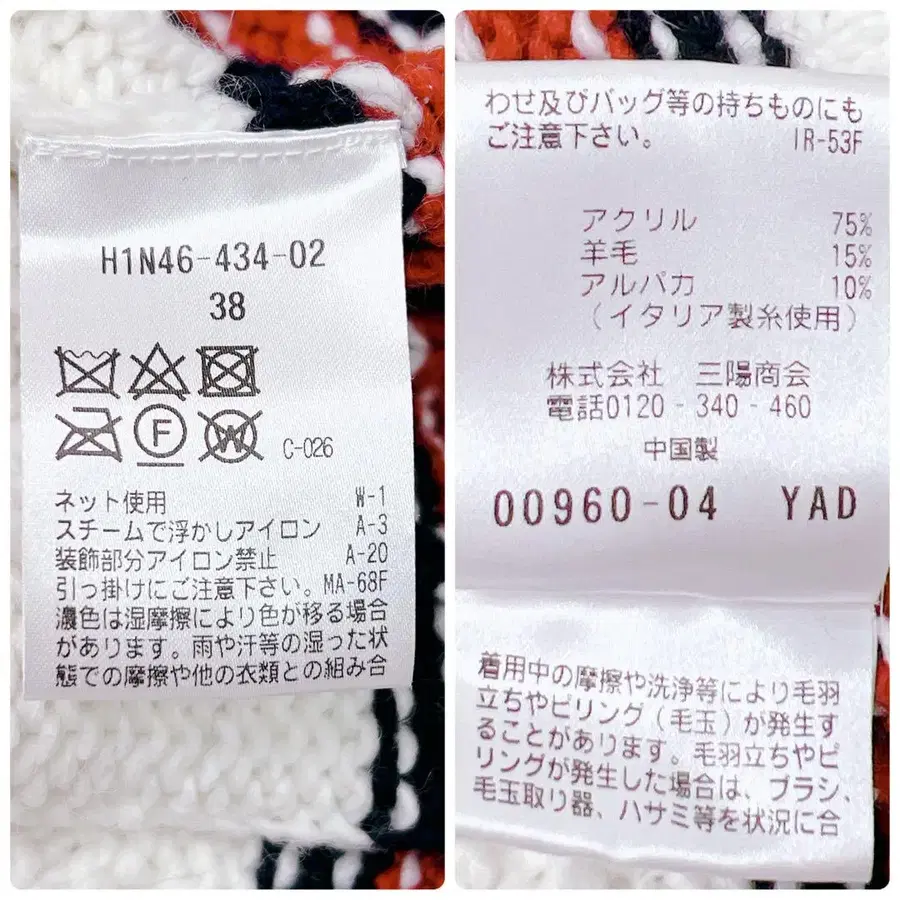 H1N46-434-02
38
F
W
C-026
ネット使用 W-1
スチームで浮かしアイロン A-3
装飾部分アイロン禁止 A-20
引っ掛けにご注意下さい。MA-68F
濃色は湿摩擦により色が移る場合
があります。雨や汗等の湿った状
態での摩擦や他の衣類との組み合
わせ及びバッグ等の持ちものにも
ご注意下さい。 IR-53F
アクリル 75%
羊毛 15%
アルパカ 10%
（イタリア製糸使用）
株式会社 三陽商会
電話0120-340-460
中国製
00960-04 YAD
着用中の摩擦や洗浄等により毛羽
立ちやピリング（毛玉）が発生す
ることがあります。毛羽立ちやピ
リングが発生した場合は、ブラシ、
毛玉取り器、ハサミ等を状況に合